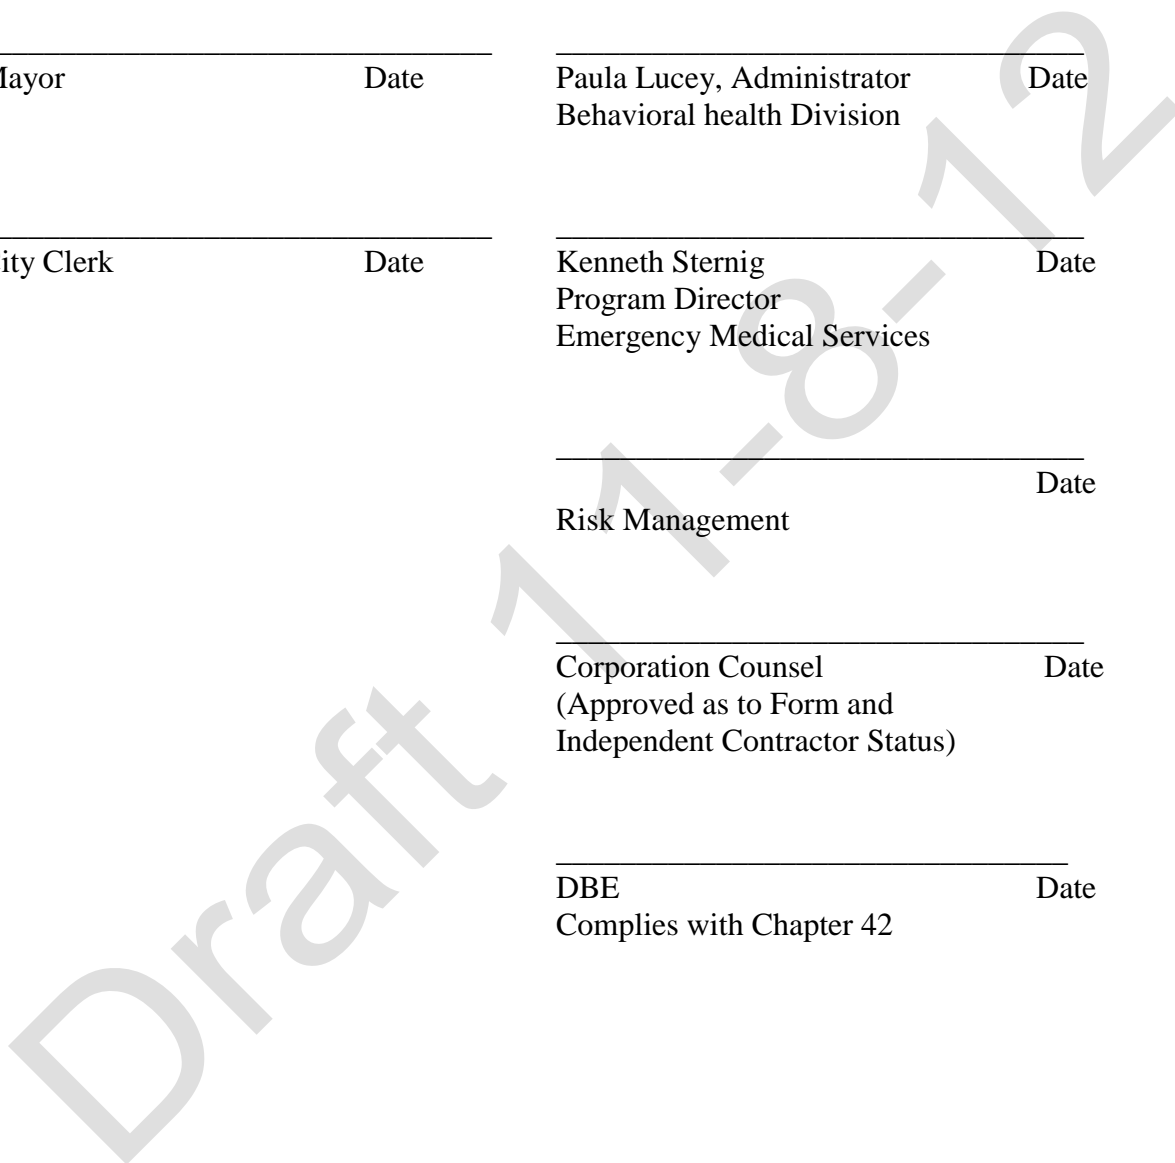 Mayor Date
City Clerk Date
Paula Lucey, Administrator Date
Behavioral health Division
Kenneth Sternig Date
Program Director
Emergency Medical Services
Date
Risk Management
Corporation Counsel Date
(Approved as to Form and
Independent Contractor Status)
DBE Date
Complies with Chapter 42
Draft 11-8-12